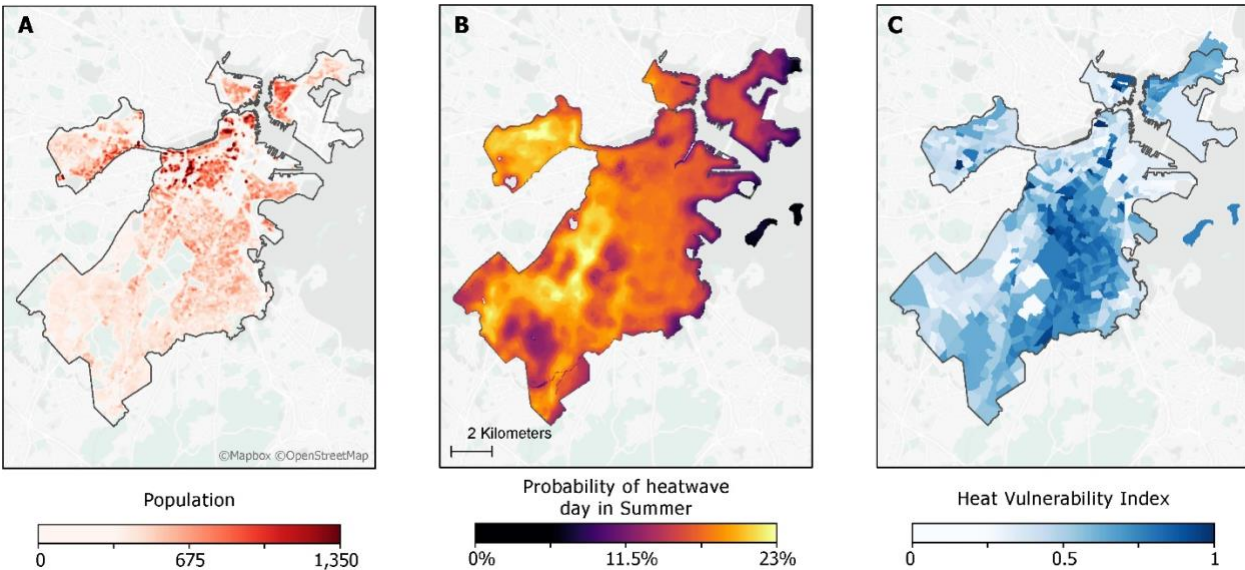 A
B
C
2 Kilometers
©Mapbox ©OpenStreetMap
Population
0 675 1,350
Probability of heatwave
day in Summer
0% 11.5% 23%
Heat Vulnerability Index
0 0.5 1